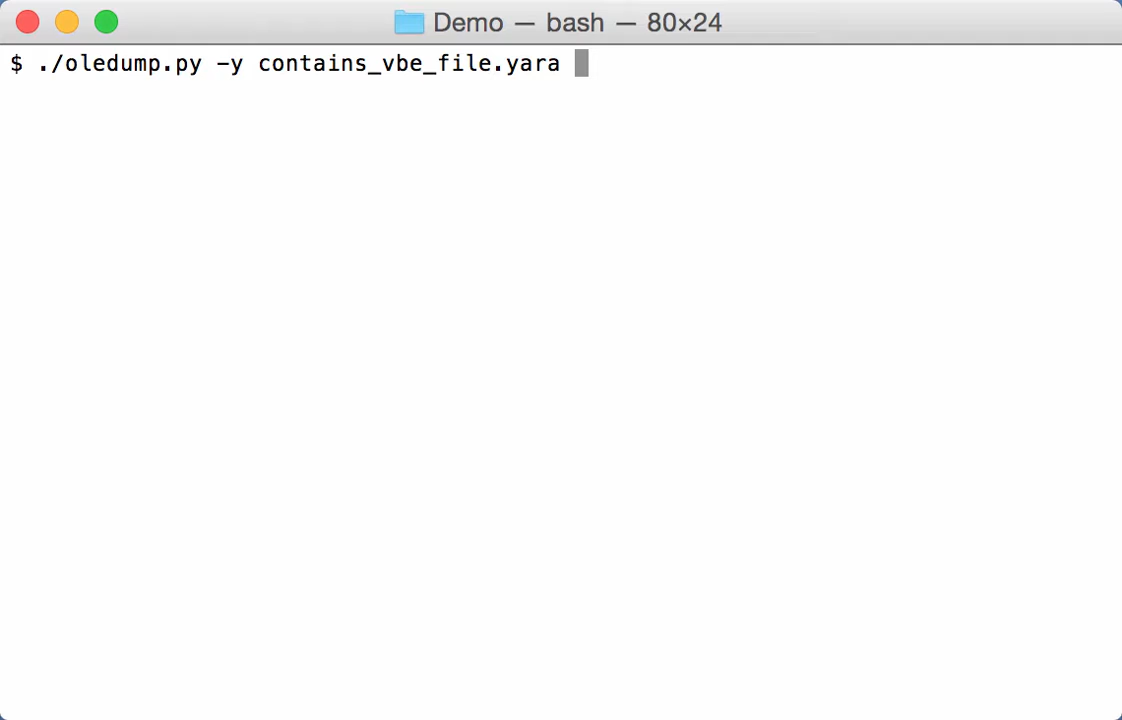 Demo — bash — 80×24
$ ./oledump.py -y contains_vbe_file.yara